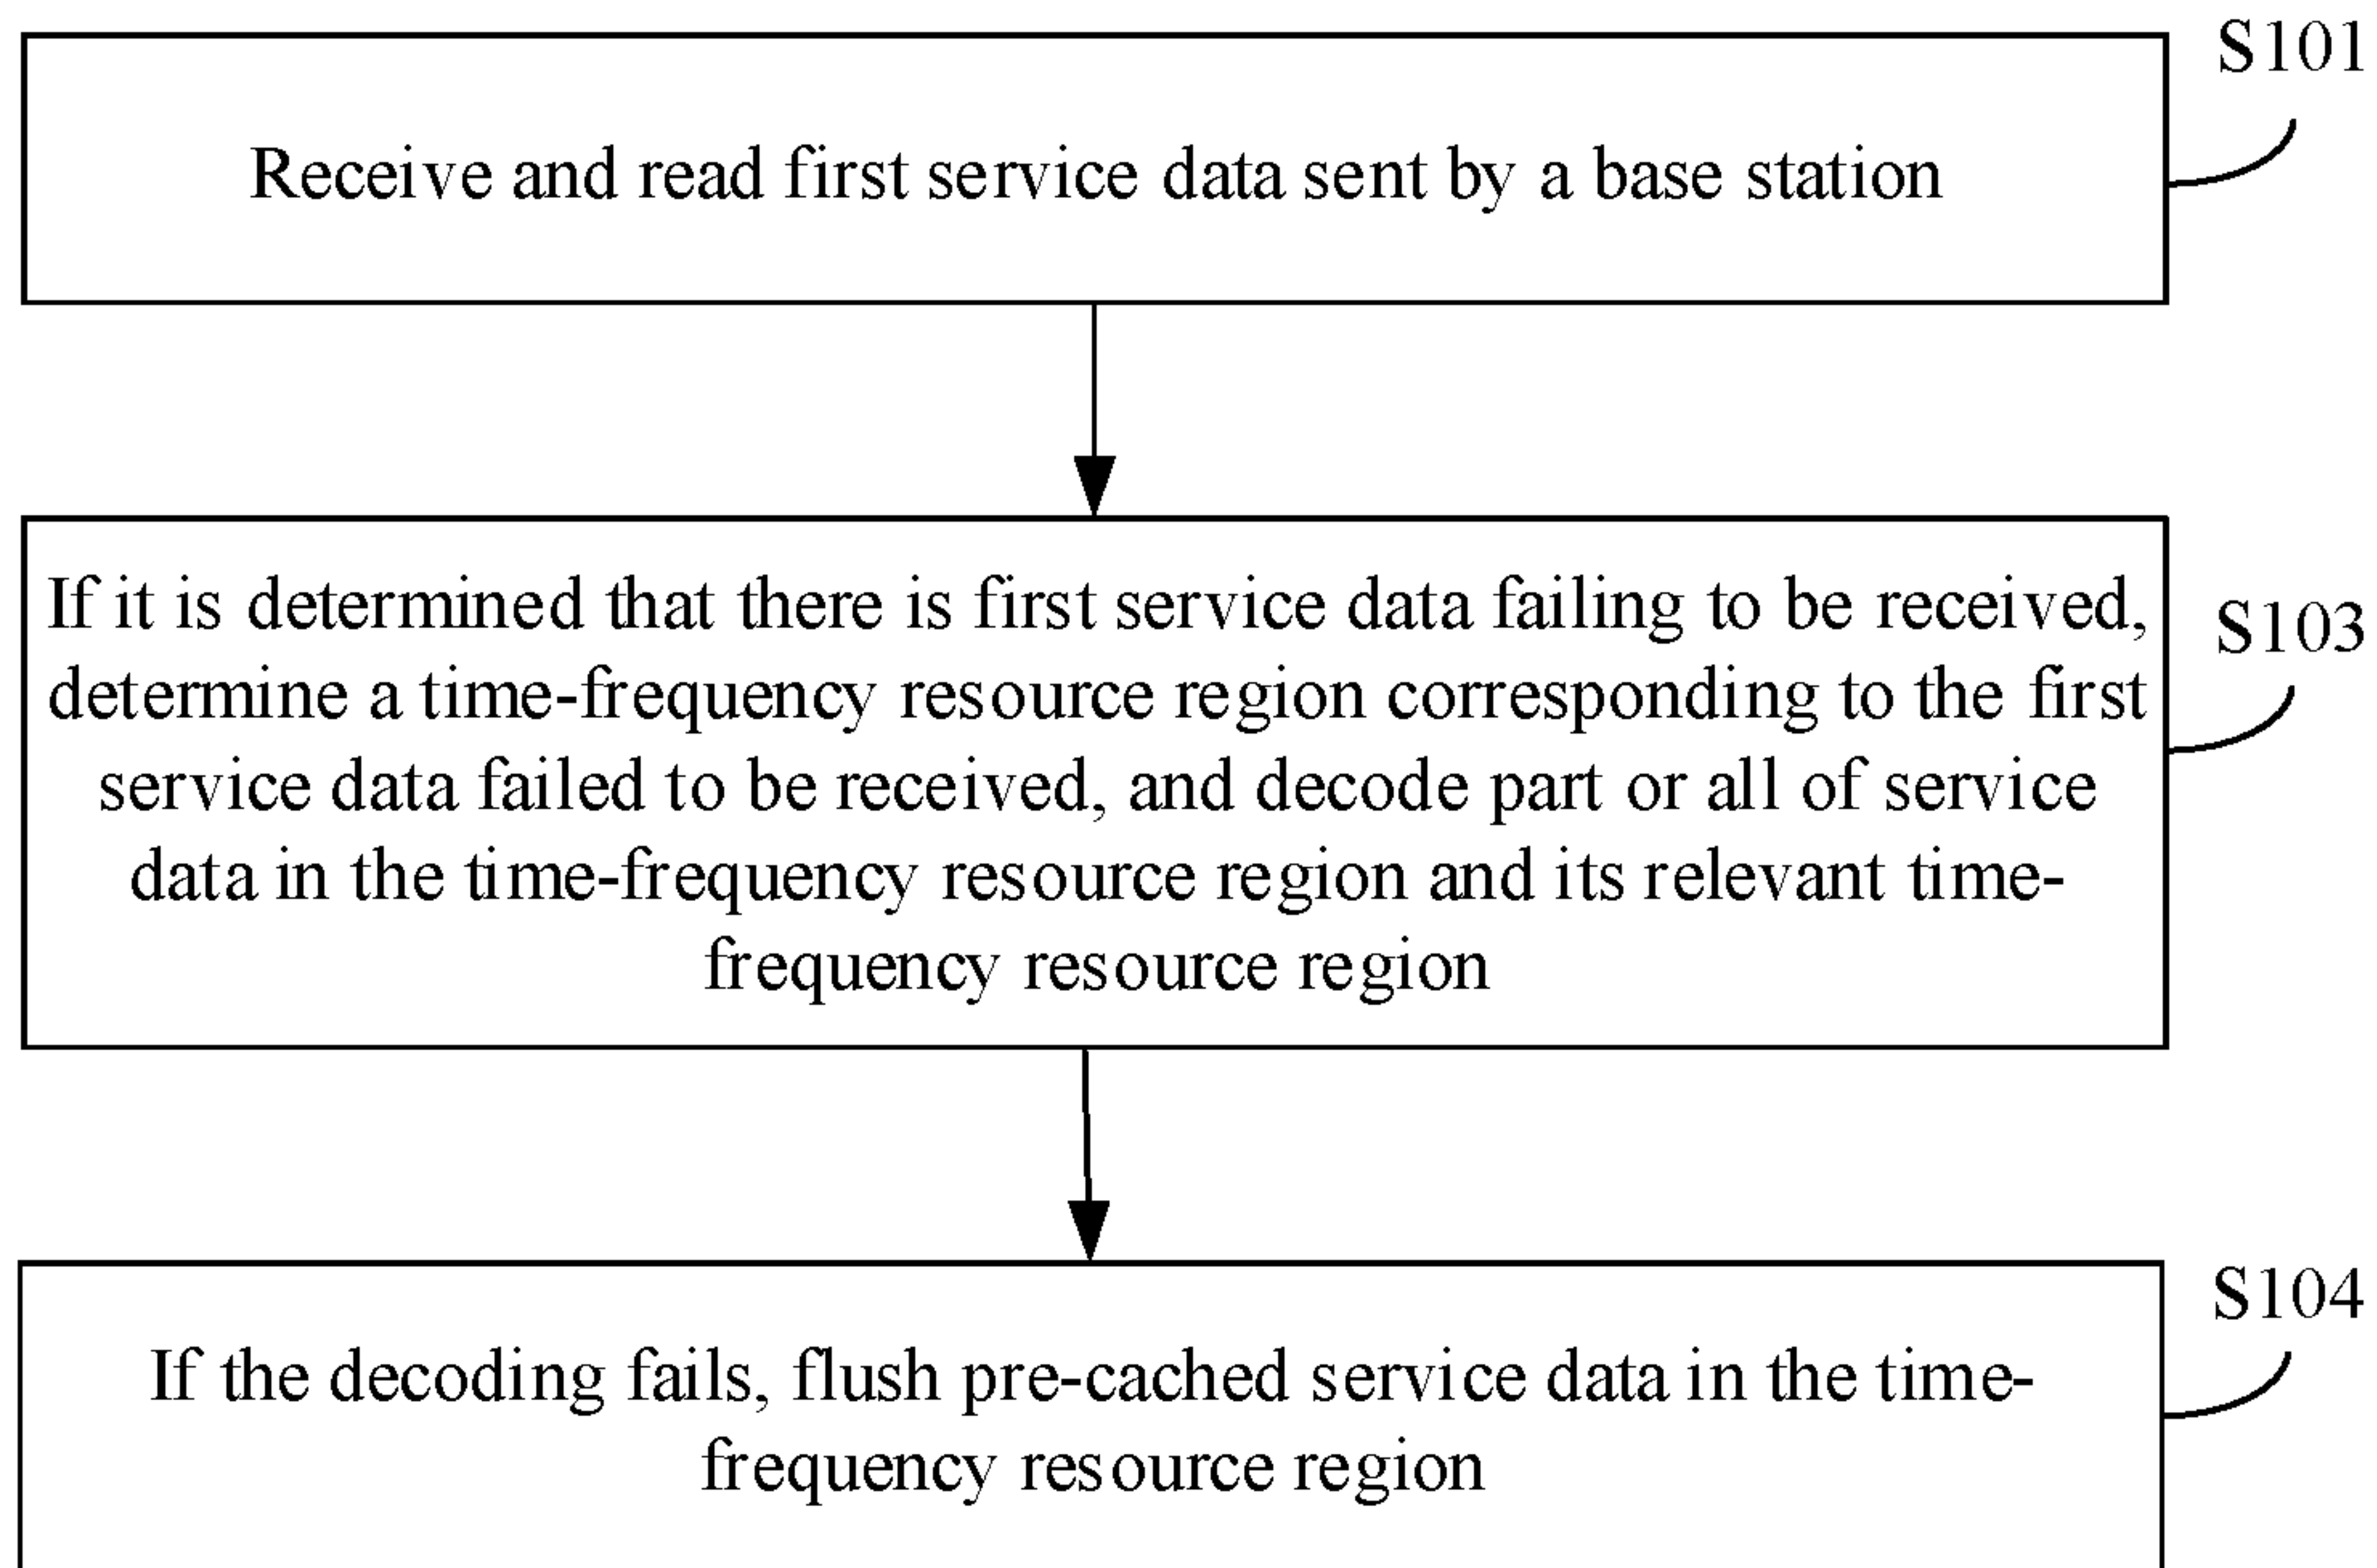 S101
Receive and read first service data sent by a base station
If it is determined that there is first service data failing to be received,
S103
determine a time-frequency resource region corresponding to the first
service data failed to be received, and decode part or all of service
data in the time-frequency resource region and its relevant time-
frequency resource region
S104
If the decoding fails, flush pre-cached service data in the time-
frequency resource region